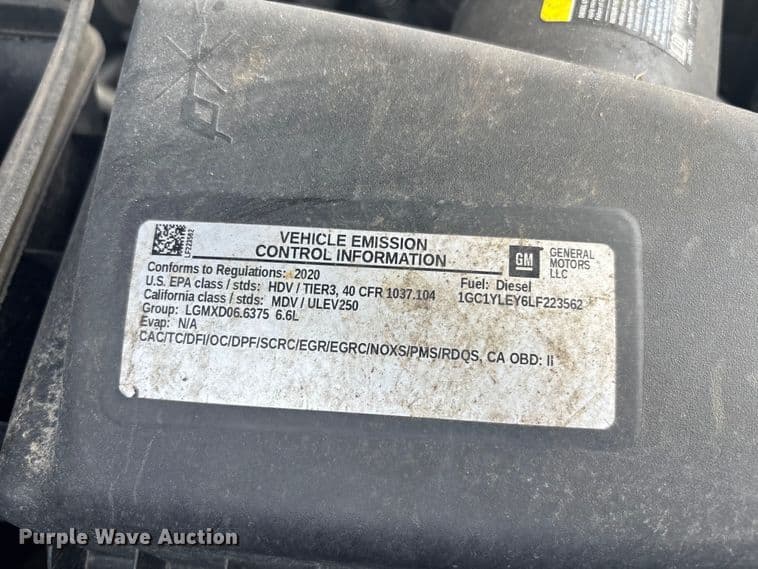 LF223562
VEHICLE EMISSION
CONTROL INFORMATION
GM
GENERAL
MOTORS
LLC
Conforms to Regulations: 2020
Fuel: Diesel
U.S. EPA class / stds: HDV / TIER3, 40 CFR 1037.104
1GC1YLEY6LF223562
California class / stds: MDV / ULEV250
Group: LGMXD06.6375 6.6L
Evap: N/A
CAC/TC/DFI/OC/DPF/SCRC/EGR/EGRC/NOXS/PMS/RDQS, CA OBD: II
Purple Wave Auction